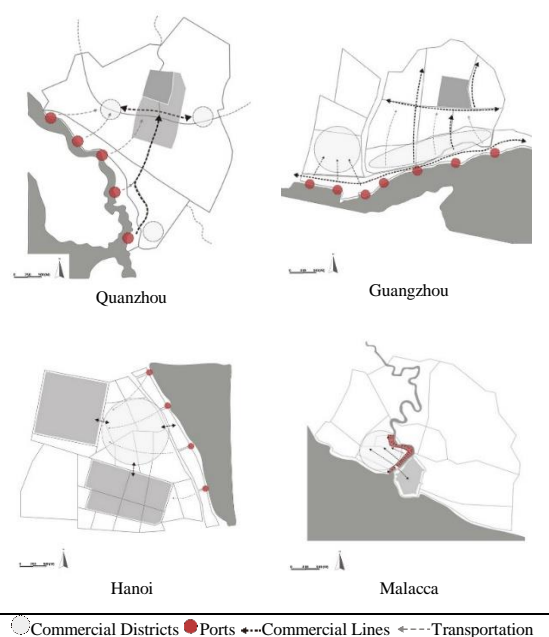 Quanzhou
Guangzhou
Hanoi
Malacca
Commercial Districts Ports Commercial Lines Transportation